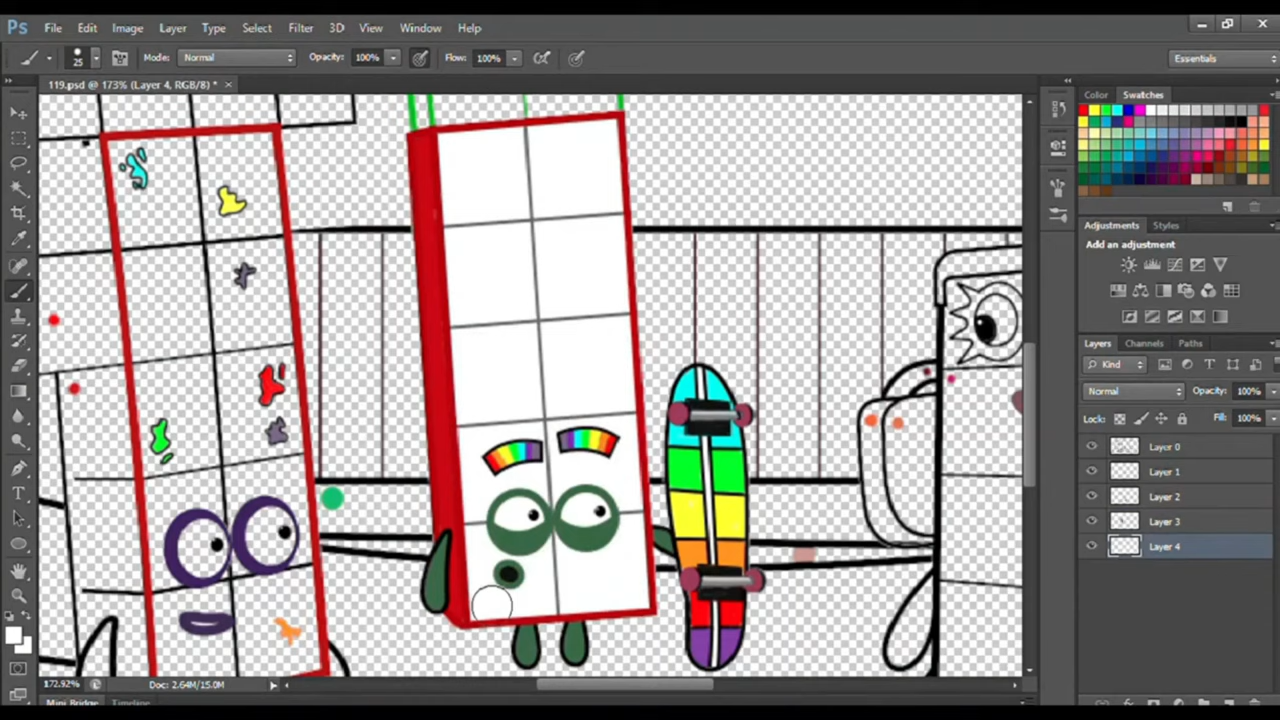 Ps File Edit Image Layer Type Select Filter 3D View Window Help
25 Mode: Normal Opacity: 100% Flow: 100% Essentials
119.psd @ 173% (Layer 4, RGB/8) * ×
Color Swatches
Adjustments Styles
Add an adjustment
Layers Channels Paths
Kind
Normal Opacity: 100%
Lock: Fill: 100%
Layer 0
Layer 1
Layer 2
Layer 3
Layer 4
172.92% Doc: 2.64M/15.0M
Mini Bridge Timeline